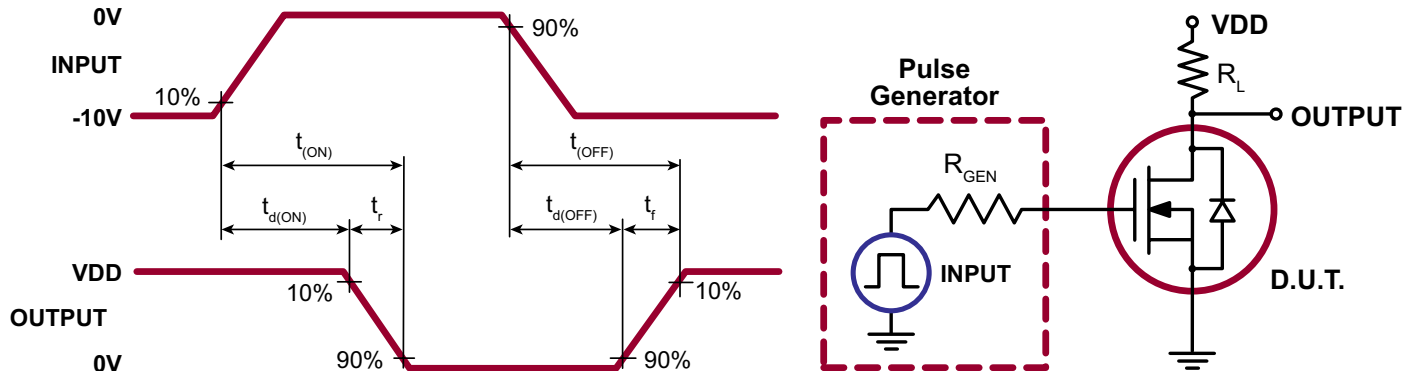 0V
INPUT
-10V
10%
90%
t(ON)
t(OFF)
td(ON)
tr
td(OFF)
tf
VDD
OUTPUT
0V
10%
90%
90%
10%
Pulse
Generator
RGEN
INPUT
VDD
RL
OUTPUT
D.U.T.